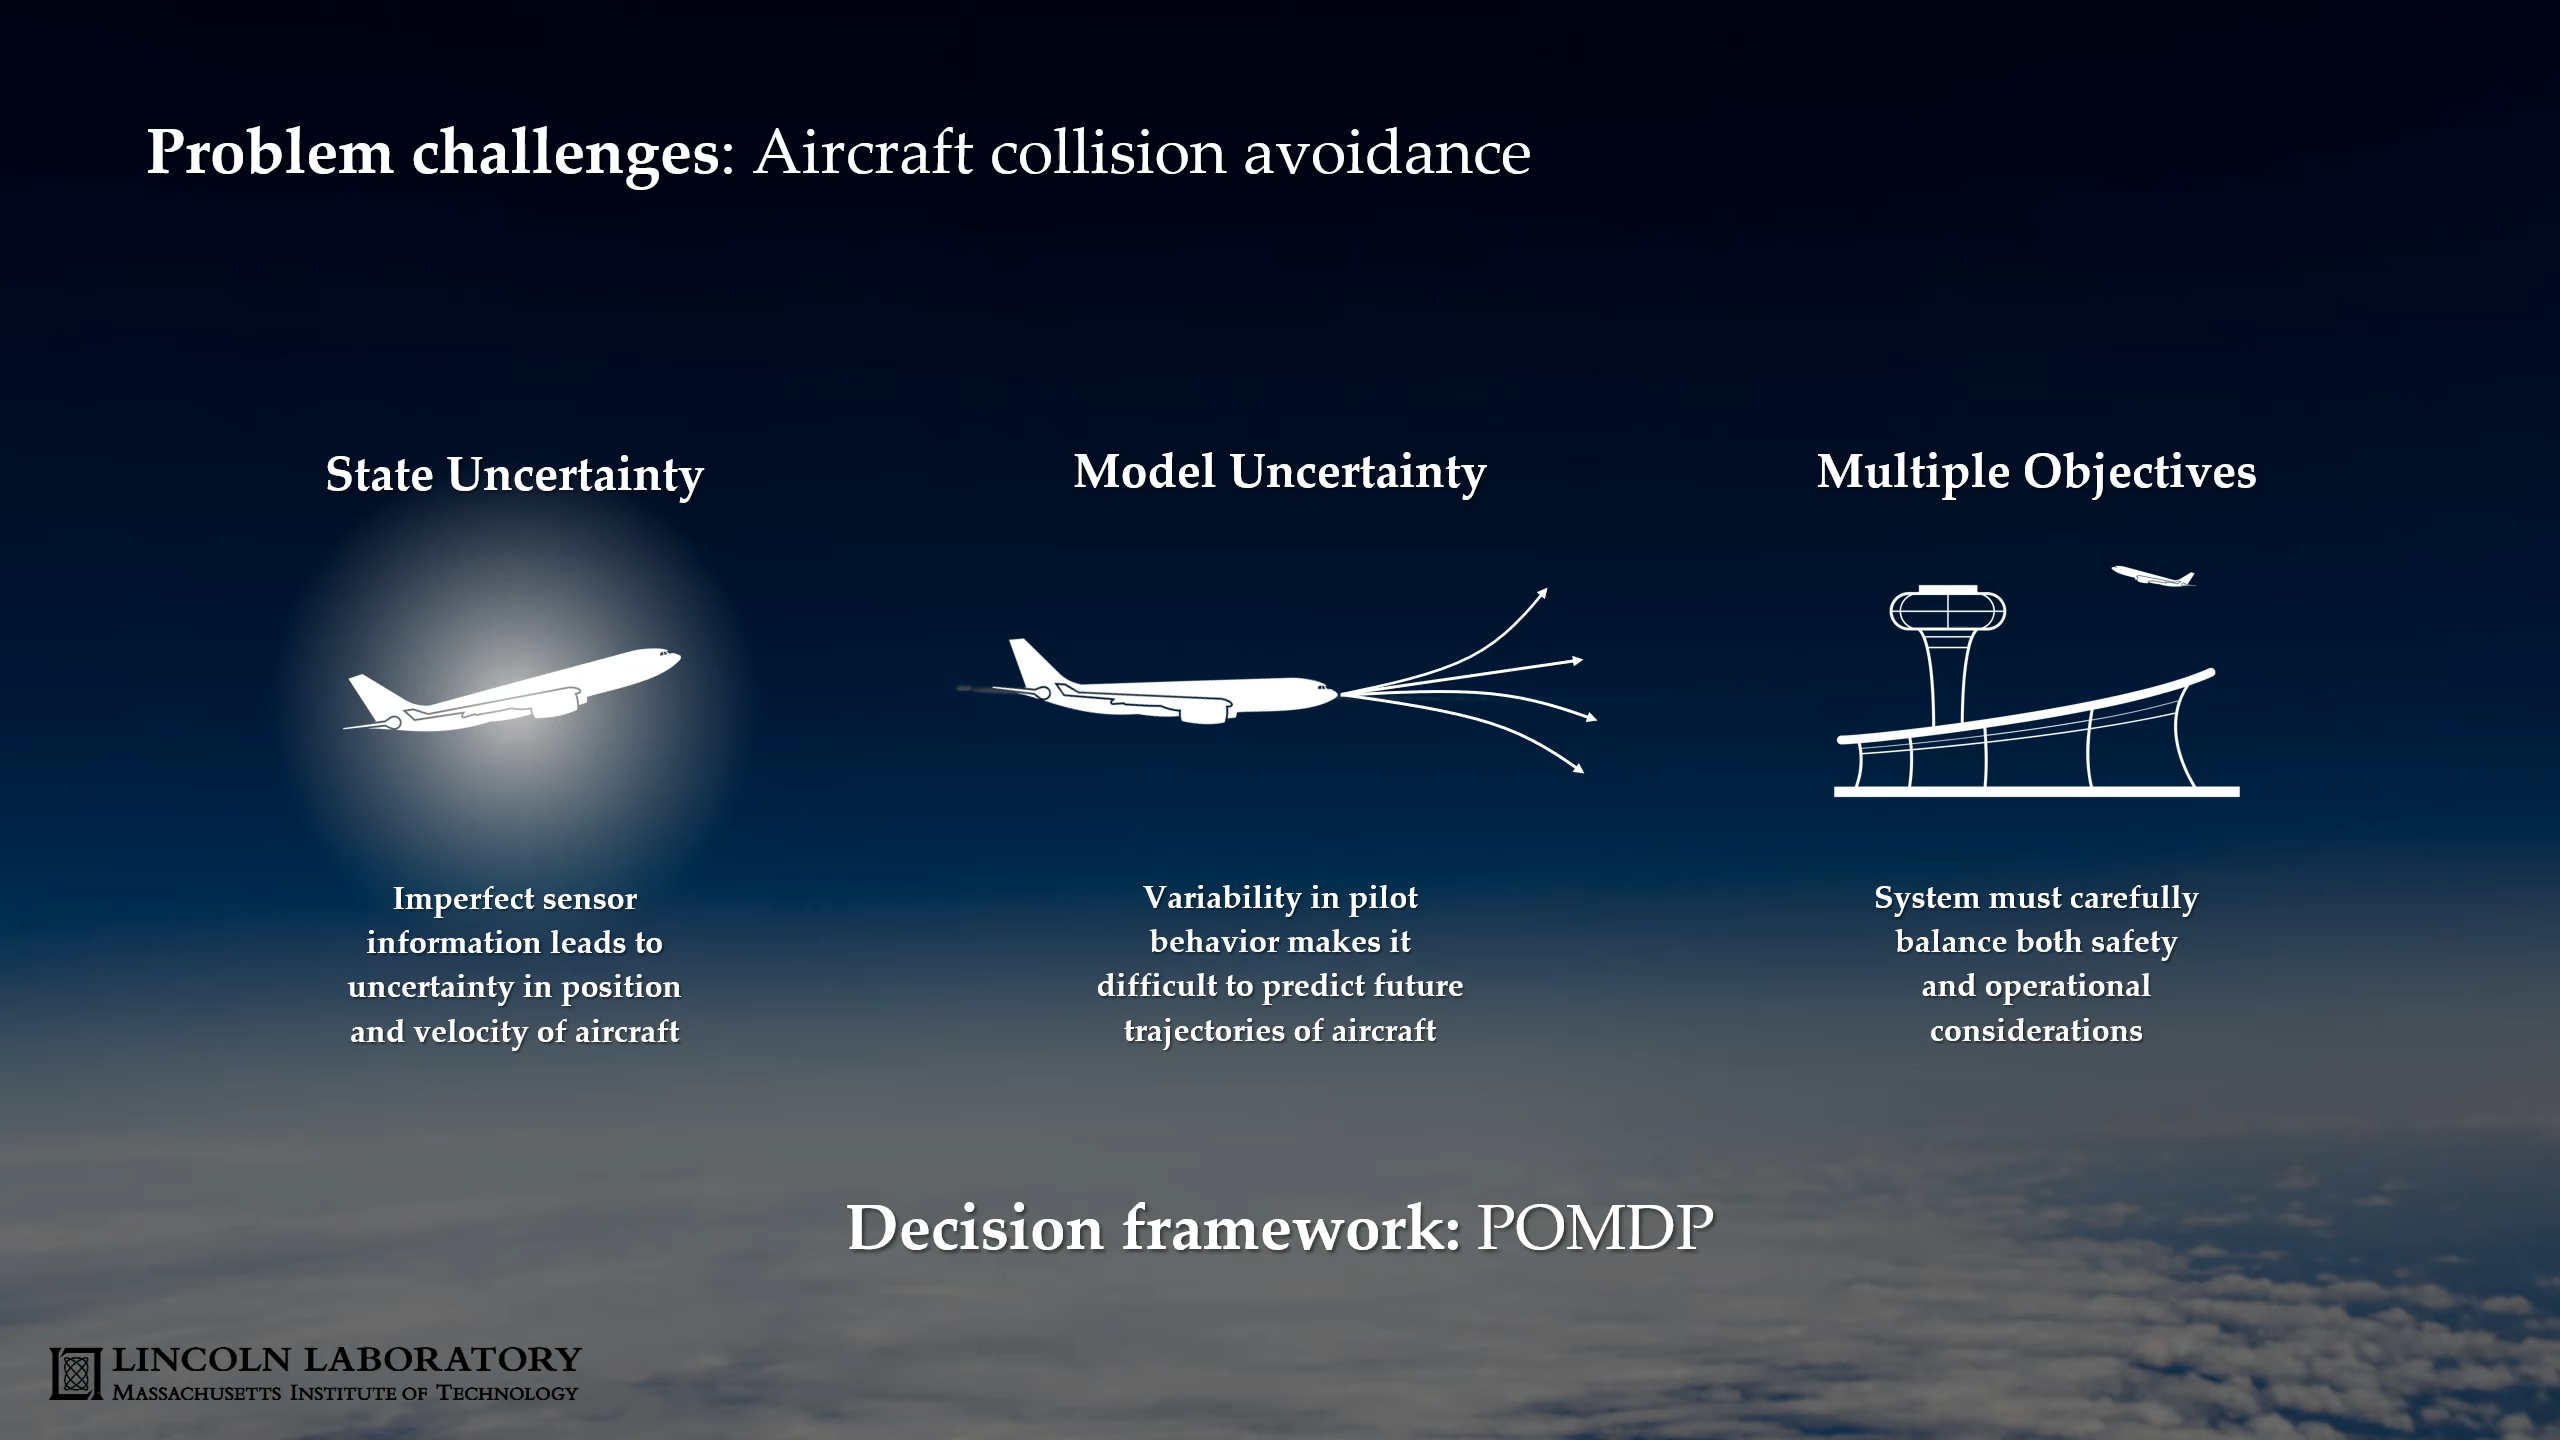 Problem challenges: Aircraft collision avoidance
State Uncertainty
Imperfect sensor
information leads to
uncertainty in position
and velocity of aircraft
Model Uncertainty
Variability in pilot
behavior makes it
difficult to predict future
trajectories of aircraft
Multiple Objectives
System must carefully
balance both safety
and operational
considerations
Decision framework: POMDP
LINCOLN LABORATORY
MASSACHUSETTS INSTITUTE OF TECHNOLOGY